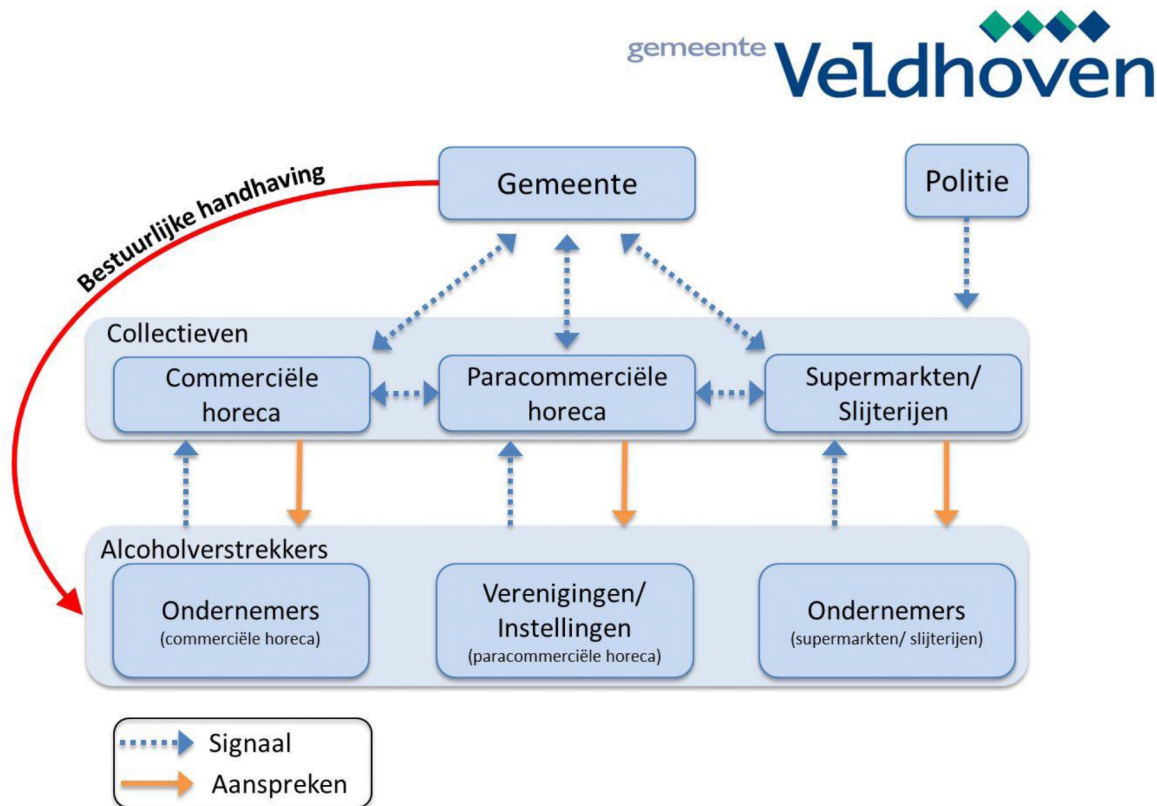 gemeente Veldhoven
Gemeente
Politie
Bestuurlijke handhaving
Collectieven
Commerciële
horeca
Paracommerciële
horeca
Supermarkten/
Slijterijen
Alcoholverstrekkers
Ondernemers
(commerciële horeca)
Verenigingen/
Instellingen
(paracommerciële horeca)
Ondernemers
(supermarkten/ slijterijen)
Signaal
Aanspreken